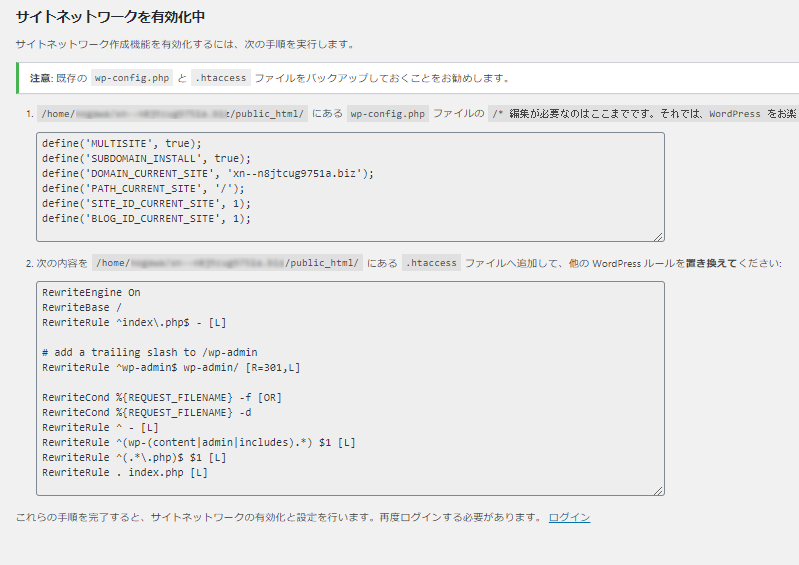 サイトネットワークを有効化中
サイトネットワーク作成機能を有効化するには、次の手順を実行します。
注意: 既存の wp-config.php と .htaccess ファイルをバックアップしておくことをお勧めします。
1. /home/ /public_html/ にある wp-config.php ファイルの /* 編集が必要なのはここまでです。それでは、WordPress をお楽
define('MULTISITE', true);
define('SUBDOMAIN_INSTALL', true);
define('DOMAIN_CURRENT_SITE', 'xn--n8jtcug9751a.biz');
define('PATH_CURRENT_SITE', '/');
define('SITE_ID_CURRENT_SITE', 1);
define('BLOG_ID_CURRENT_SITE', 1);
2. 次の内容を /home/ /public_html/ にある .htaccess ファイルへ追加して、他の WordPress ルールを置き換えてください:
RewriteEngine On
RewriteBase /
RewriteRule ^index\.php$ - [L]
# add a trailing slash to /wp-admin
RewriteRule ^wp-admin$ wp-admin/ [R=301,L]
RewriteCond %{REQUEST_FILENAME} -f [OR]
RewriteCond %{REQUEST_FILENAME} -d
RewriteRule ^ - [L]
RewriteRule ^(wp-(content|admin|includes).*) $1 [L]
RewriteRule ^(.*\.php)$ $1 [L]
RewriteRule . index.php [L]
これらの手順を完了すると、サイトネットワークの有効化と設定を行います。再度ログインする必要があります。 ログイン